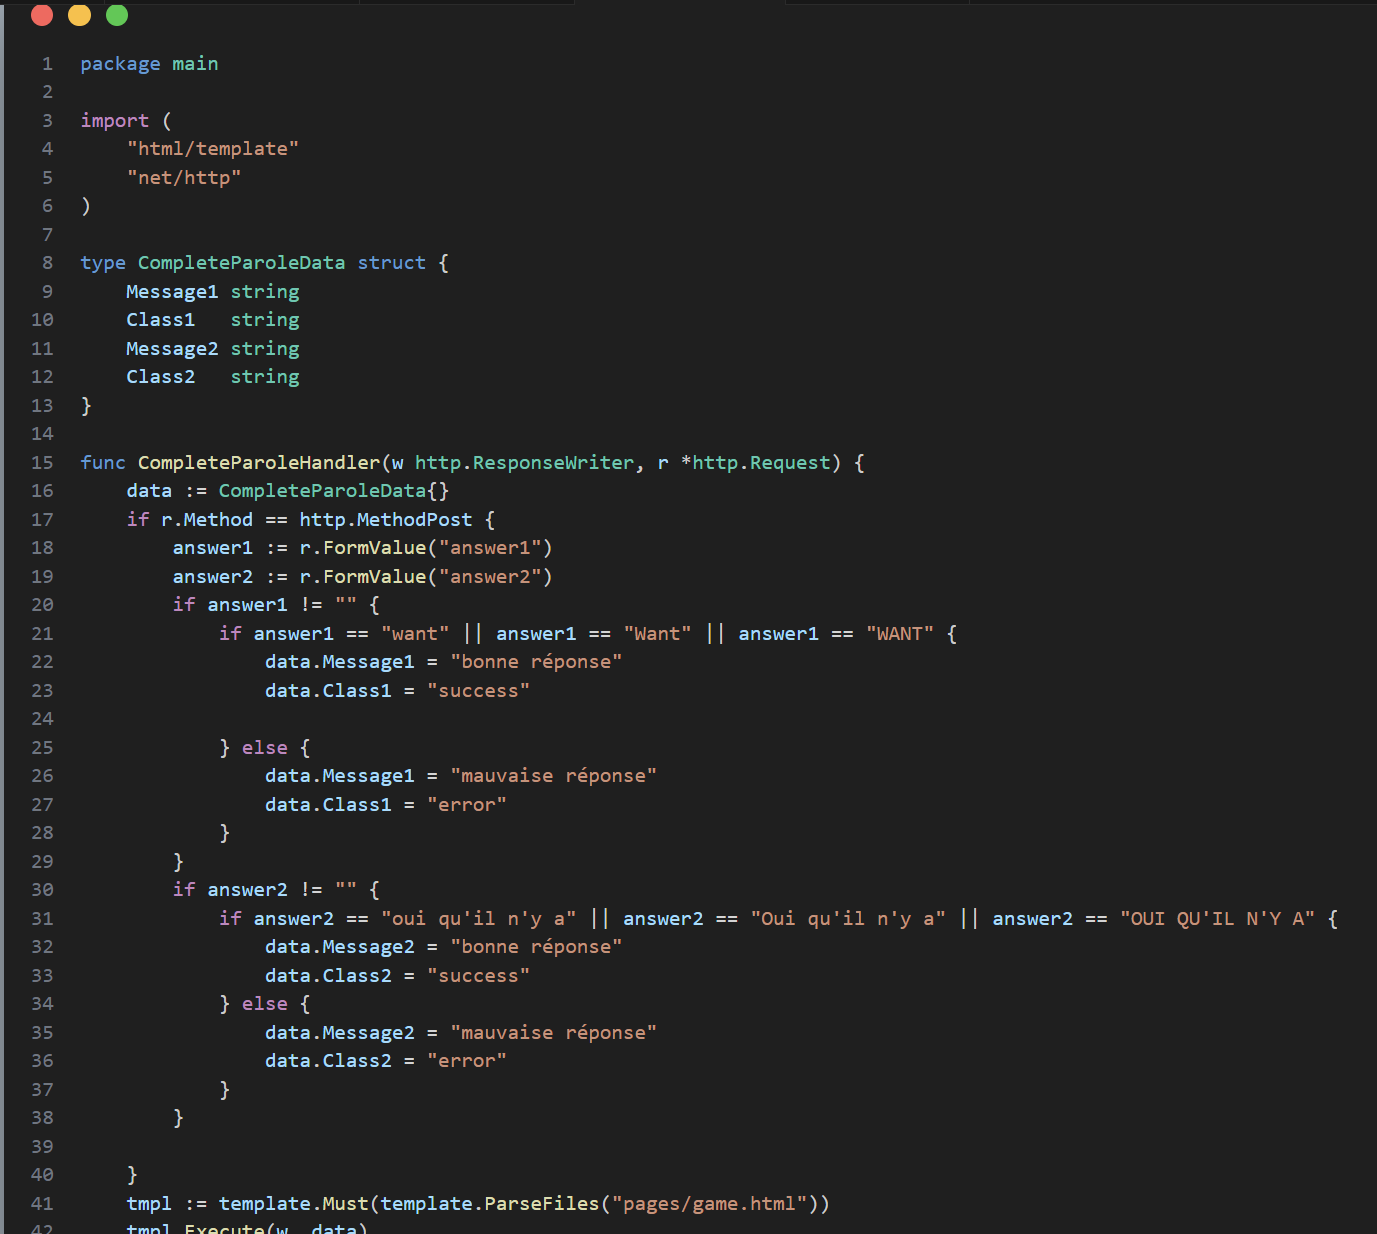 1 package main
2
3 import (
4     "html/template"
5     "net/http"
6 )
7
8 type CompleteParoleData struct {
9     Message1 string
10     Class1   string
11     Message2 string
12     Class2   string
13 }
14
15 func CompleteParoleHandler(w http.ResponseWriter, r *http.Request) {
16     data := CompleteParoleData{}
17     if r.Method == http.MethodPost {
18         answer1 := r.FormValue("answer1")
19         answer2 := r.FormValue("answer2")
20         if answer1 != "" {
21             if answer1 == "want" || answer1 == "Want" || answer1 == "WANT" {
22                 data.Message1 = "bonne réponse"
23                 data.Class1 = "success"
24
25             } else {
26                 data.Message1 = "mauvaise réponse"
27                 data.Class1 = "error"
28             }
29         }
30         if answer2 != "" {
31             if answer2 == "oui qu'il n'y a" || answer2 == "Oui qu'il n'y a" || answer2 == "OUI QU'IL N'Y A" {
32                 data.Message2 = "bonne réponse"
33                 data.Class2 = "success"
34             } else {
35                 data.Message2 = "mauvaise réponse"
36                 data.Class2 = "error"
37             }
38         }
39
40     }
41     tmpl := template.Must(template.ParseFiles("pages/game.html"))
42     tmpl.Execute(w, data)